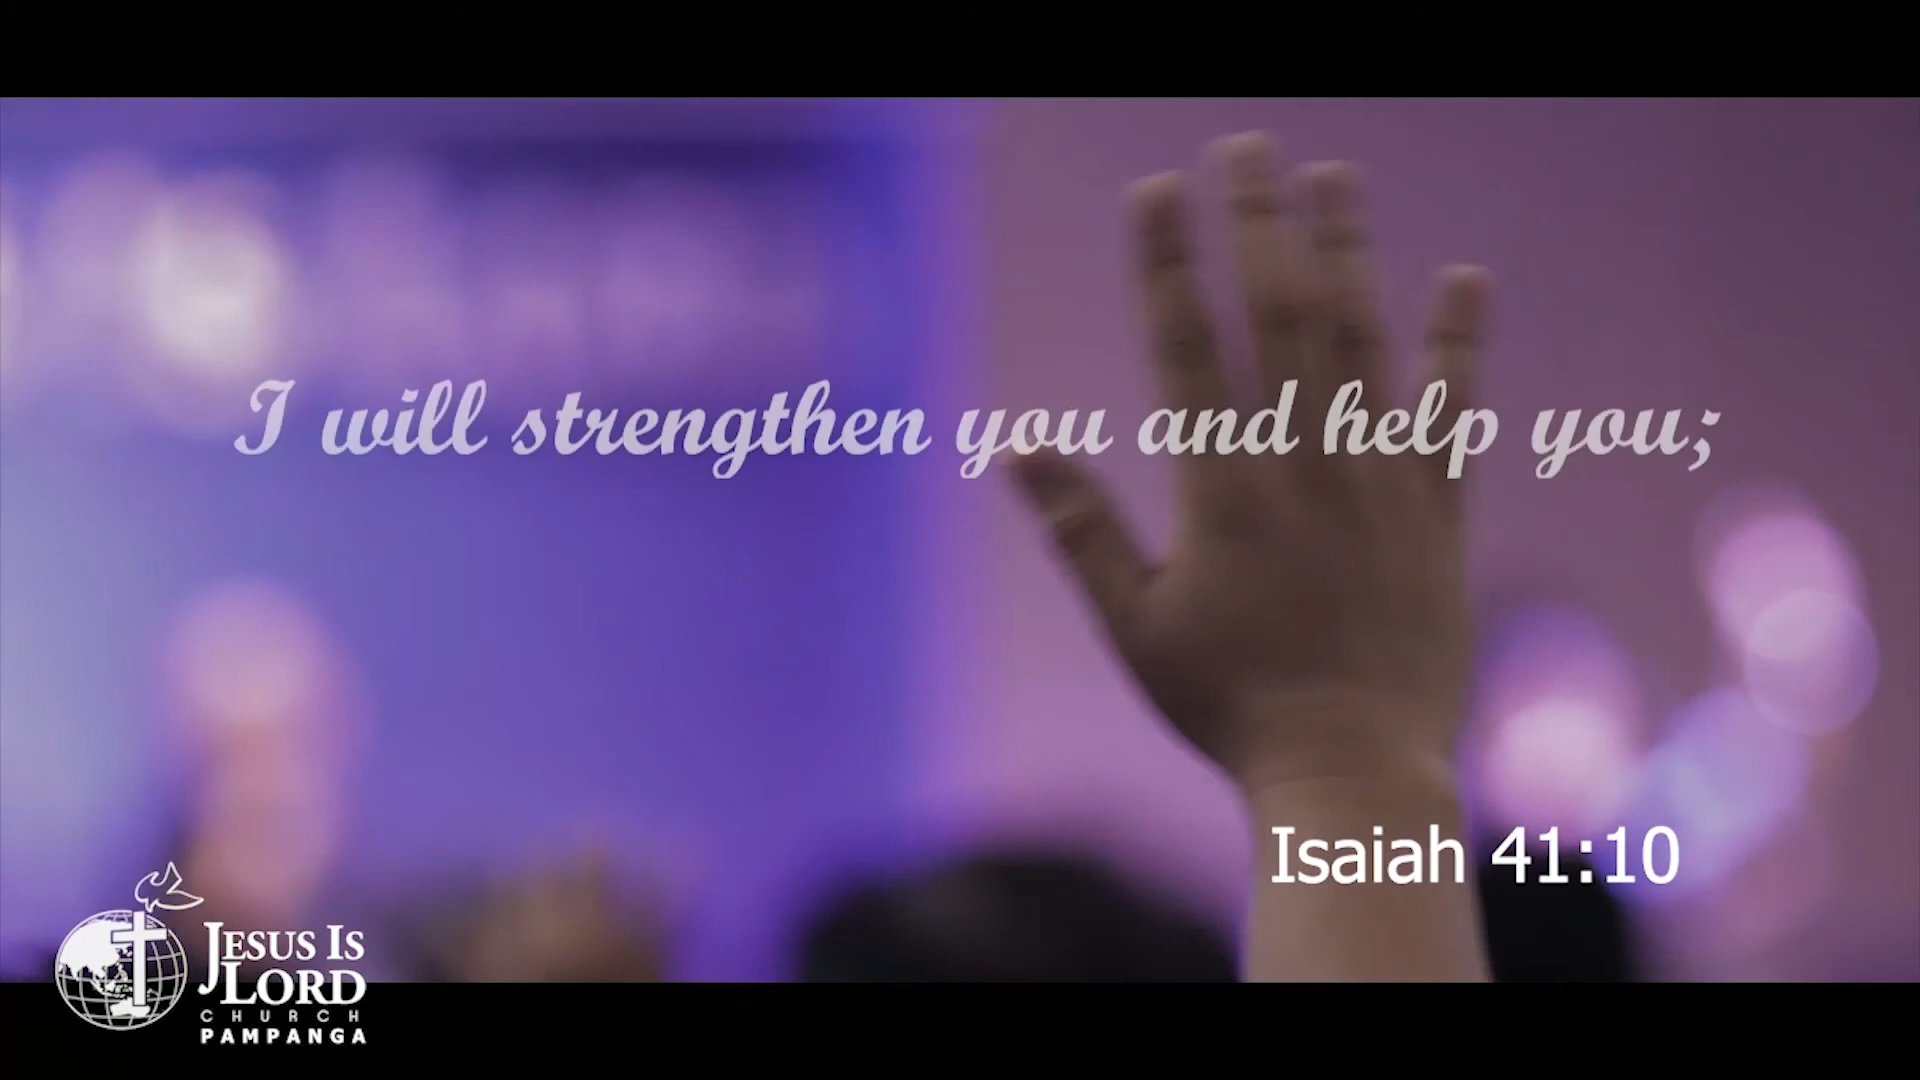 I will strengthen you and help you;
Isaiah 41:10
JESUS IS
LORD
CHURCH
PAMPANGA